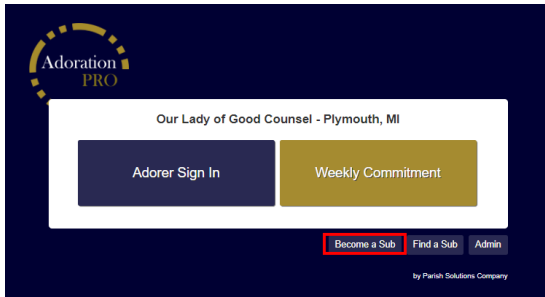 Adoration
PRO
Our Lady of Good Counsel - Plymouth, MI
Adorer Sign In
Weekly Commitment
Become a Sub
Find a Sub
Admin
by Parish Solutions Company